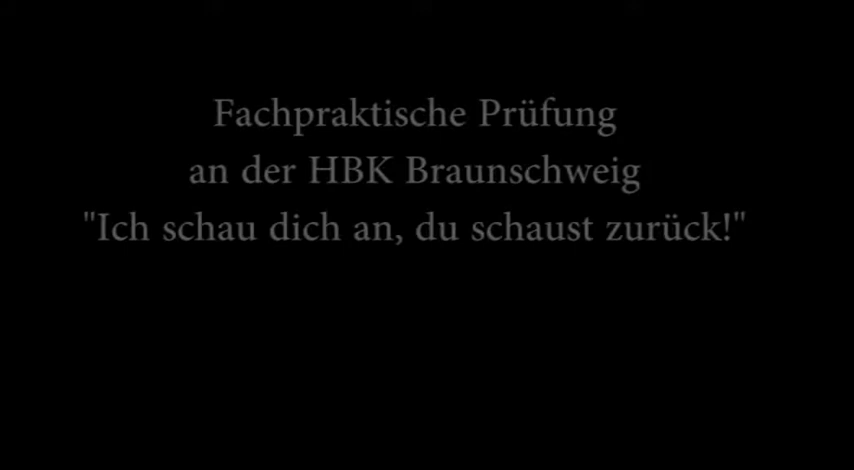 Fachpraktische Prüfung
an der HBK Braunschweig
"Ich schau dich an, du schaust zurück!"